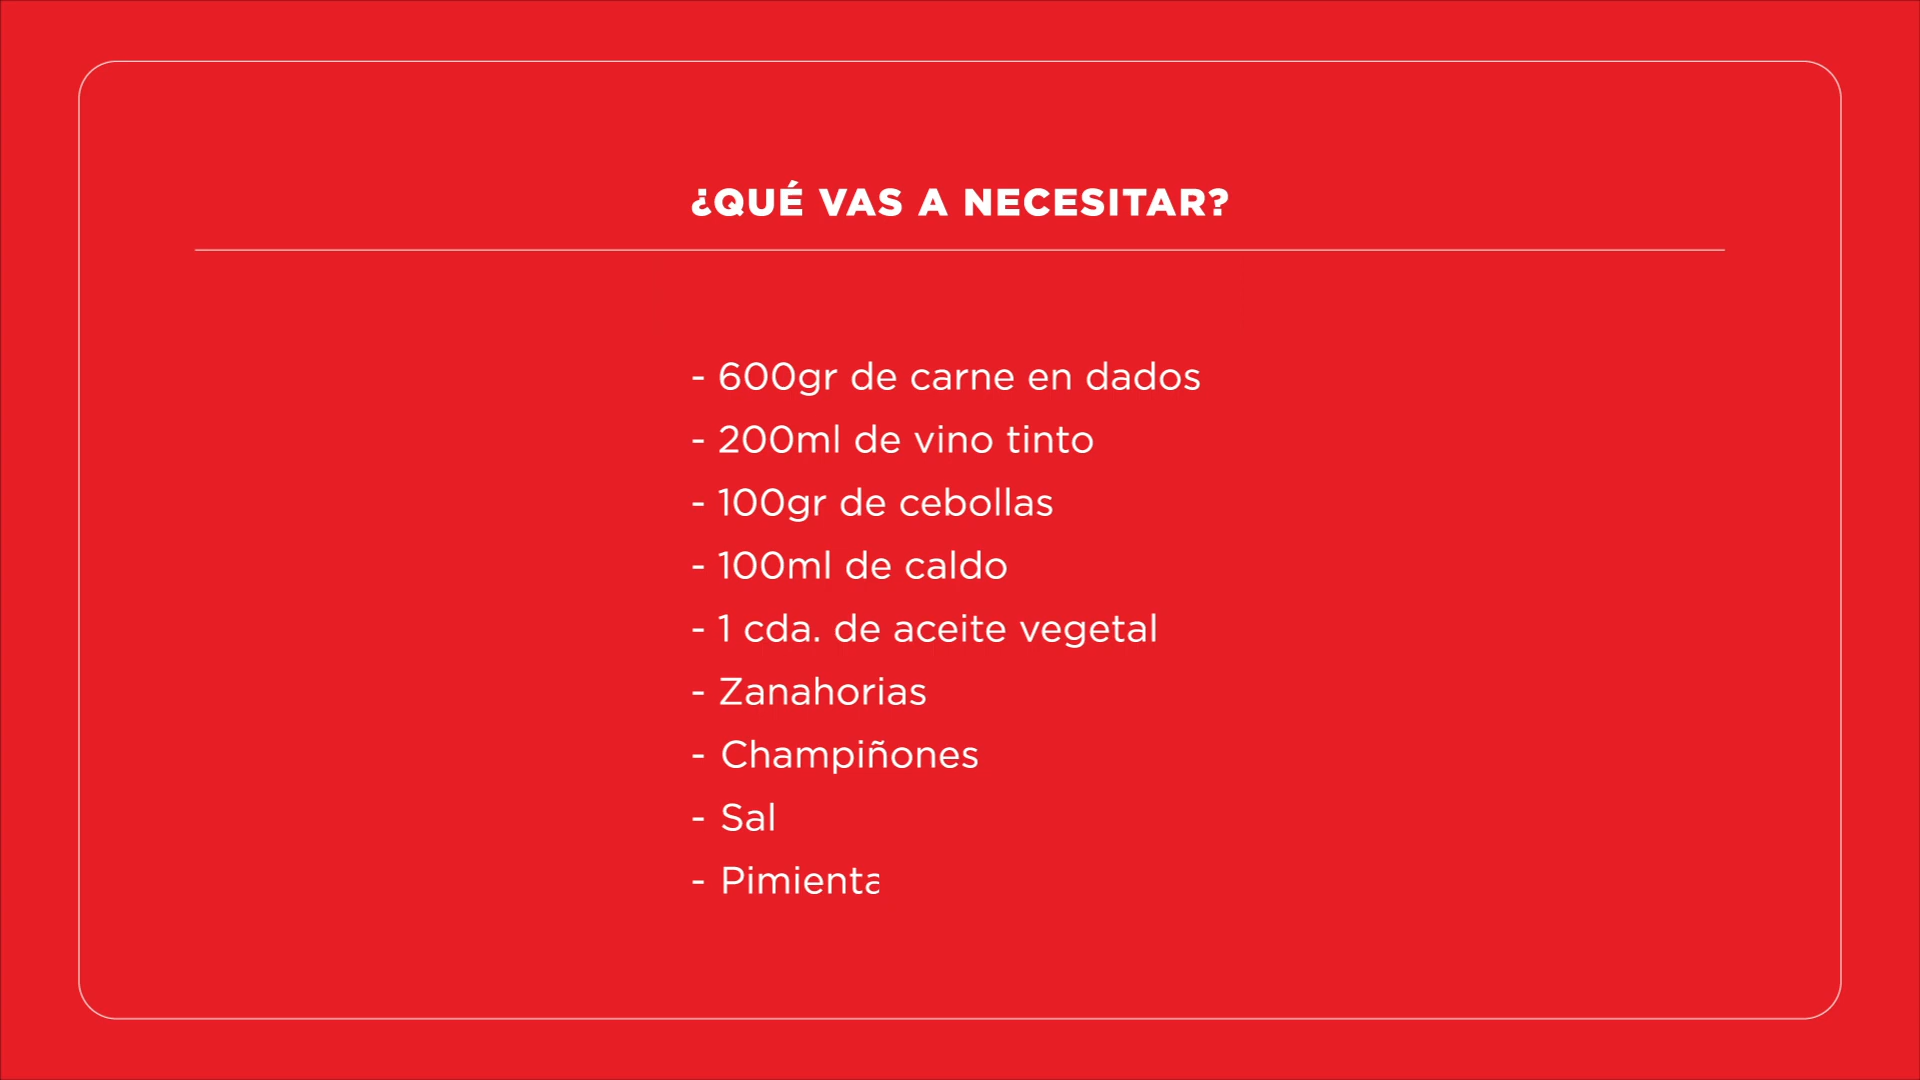 ¿QUÉ VAS A NECESITAR?
- 600gr de carne en dados
- 200ml de vino tinto
- 100gr de cebollas
- 100ml de caldo
- 1 cda. de aceite vegetal
- Zanahorias
- Champiñones
- Sal
- Pimienta